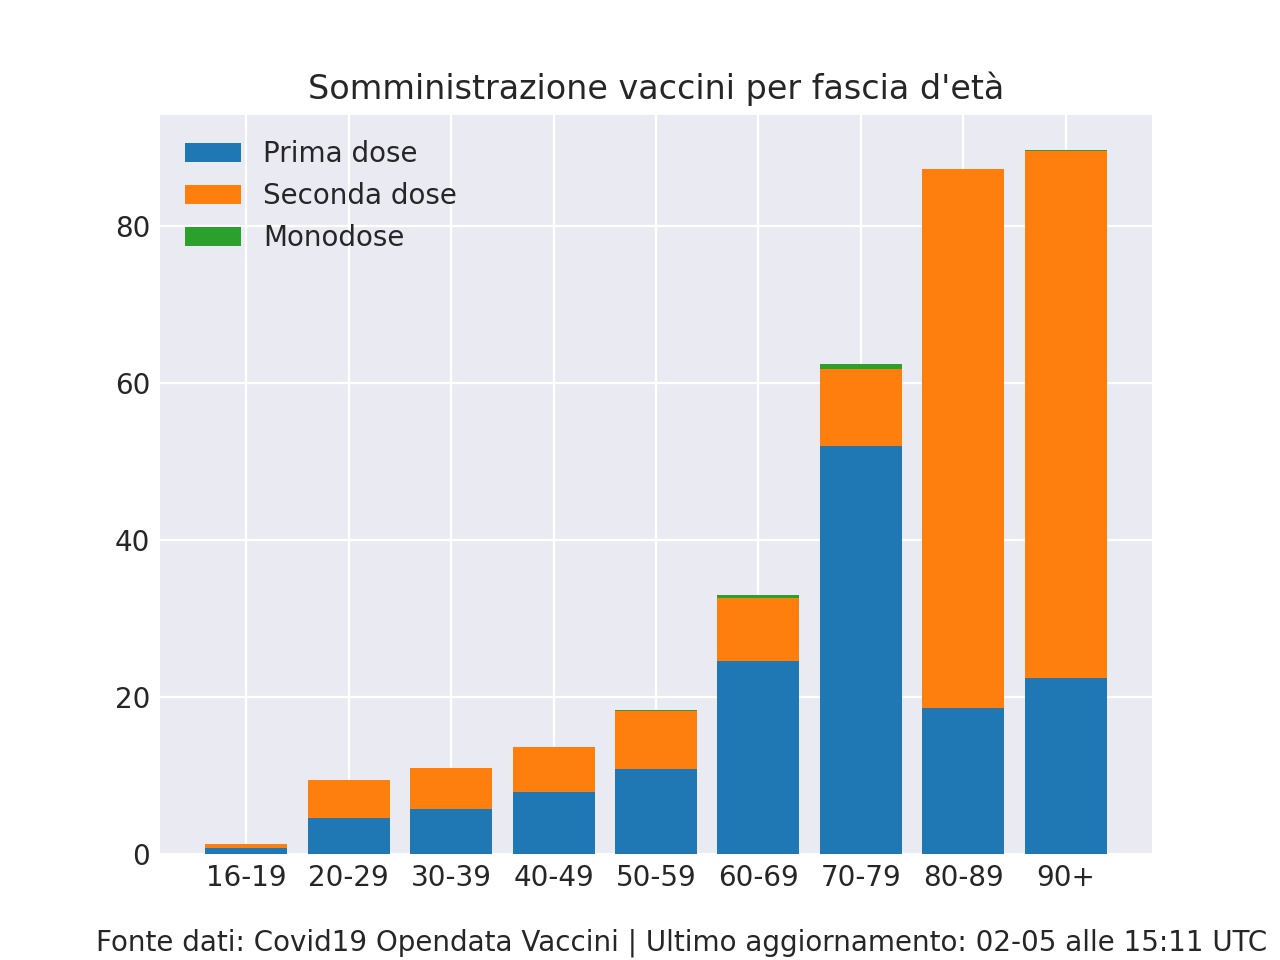 Somministrazione vaccini per fascia d'età
Prima dose
Seconda dose
Monodose
80
60
40
20
0
16-19 20-29 30-39 40-49 50-59 60-69 70-79 80-89 90+
Fonte dati: Covid19 Opendata Vaccini | Ultimo aggiornamento: 02-05 alle 15:11 UTC